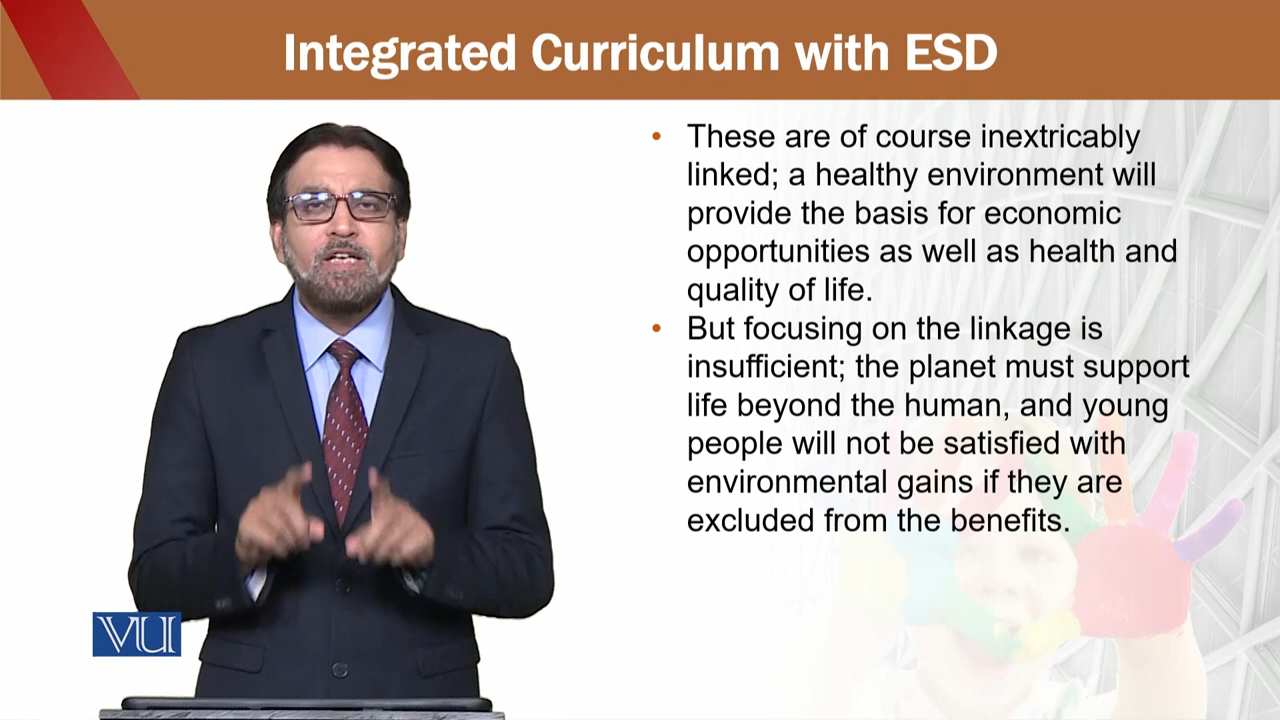 Integrated Curriculum with ESD
• These are of course inextricably
linked; a healthy environment will
provide the basis for economic
opportunities as well as health and
quality of life.
• But focusing on the linkage is
insufficient; the planet must support
life beyond the human, and young
people will not be satisfied with
environmental gains if they are
excluded from the benefits.
VU